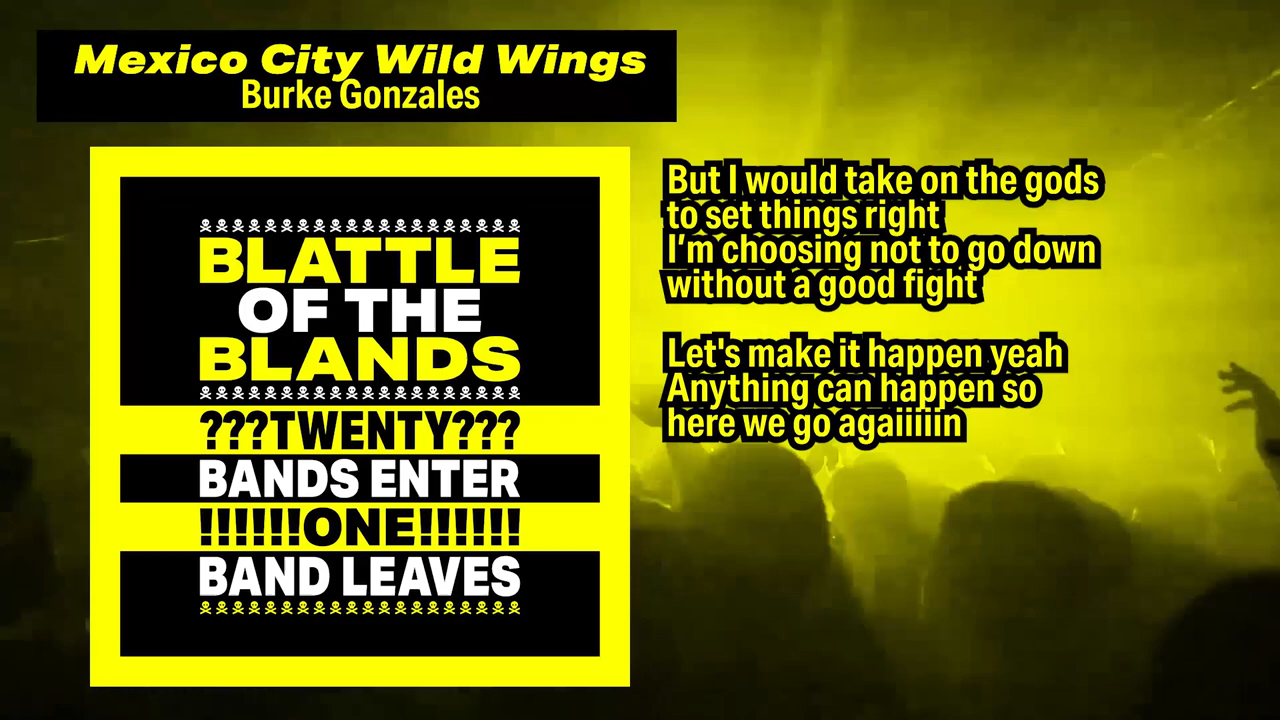 Mexico City Wild Wings
Burke Gonzales
BLATTLE
OF THE
BLANDS
???TWENTY???
BANDS ENTER
!!!!!!ONE!!!!!!
BAND LEAVES
But I would take on the gods
to set things right
I'm choosing not to go down
without a good fight
Let's make it happen yeah
Anything can happen so
here we go agaiiiiin